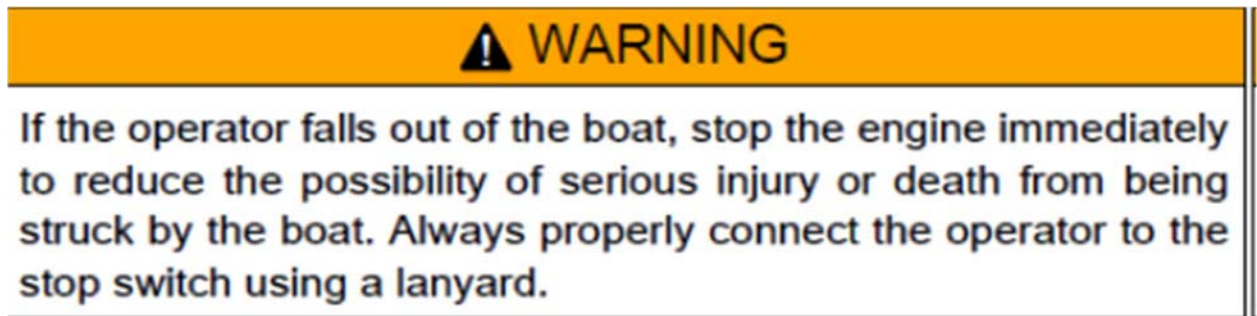 WARNING
If the operator falls out of the boat, stop the engine immediately
to reduce the possibility of serious injury or death from being
struck by the boat. Always properly connect the operator to the
stop switch using a lanyard.